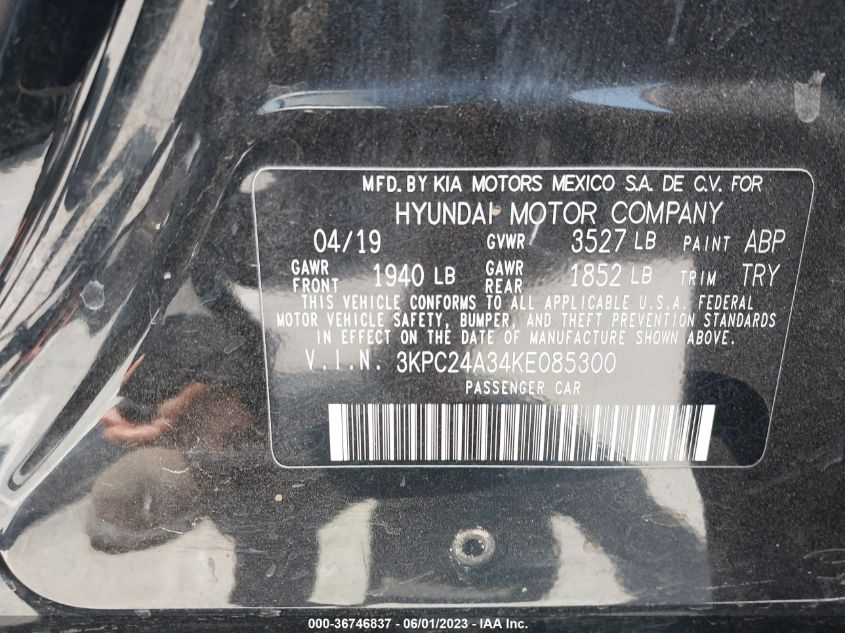 MFD. BY KIA MOTORS MEXICO S.A. DE C.V. FOR
HYUNDAI MOTOR COMPANY
04/19 GVWR 3527 LB PAINT ABP
GAWR FRONT 1940 LB GAWR REAR 1852 LB TRIM TRY
THIS VEHICLE CONFORMS TO ALL APPLICABLE U.S.A. FEDERAL
MOTOR VEHICLE SAFETY, BUMPER, AND THEFT PREVENTION STANDARDS
IN EFFECT ON THE DATE OF MANUFACTURE SHOWN ABOVE
V.I.N. 3KPC24A34KE085300
PASSENGER CAR
000-36746837 - 06/01/2023 - IAA Inc.